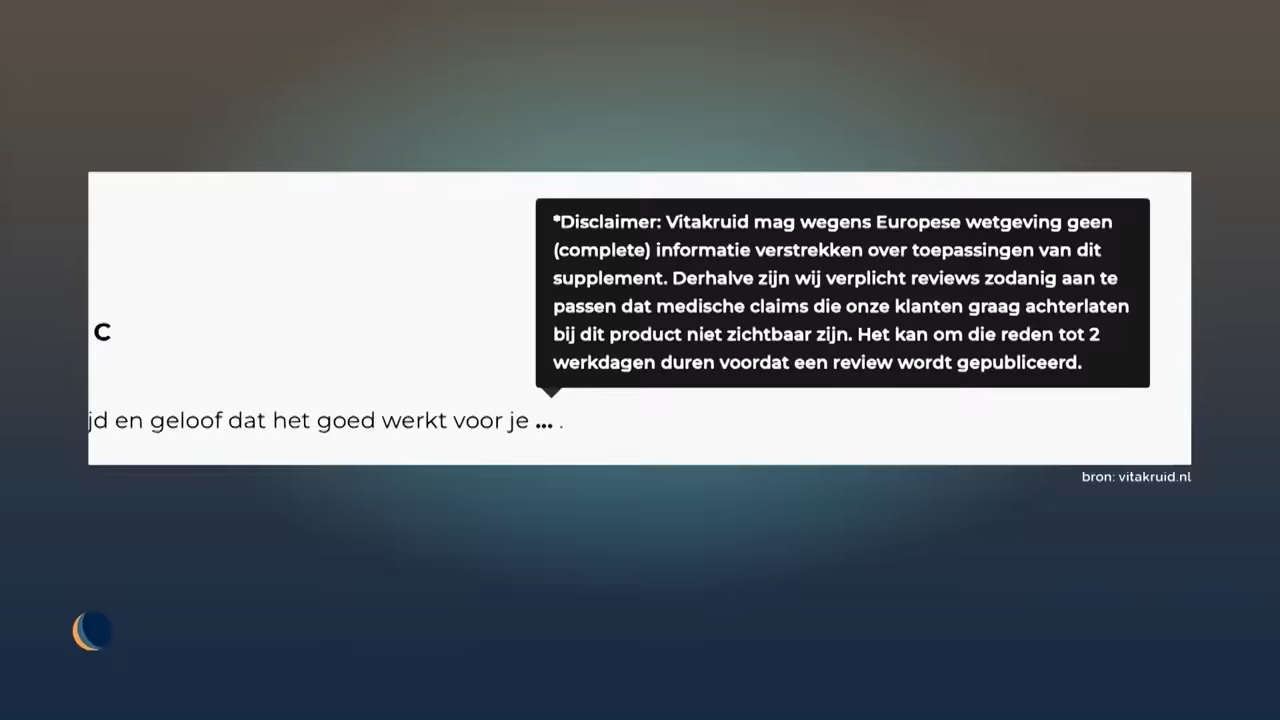 *Disclaimer: Vitakruid mag wegens Europese wetgeving geen
(complete) informatie verstrekken over toepassingen van dit
supplement. Derhalve zijn wij verplicht reviews zodanig aan te
passen dat medische claims die onze klanten graag achterlaten
bij dit product niet zichtbaar zijn. Het kan om die reden tot 2
werkdagen duren voordat een review wordt gepubliceerd.
C
jd en geloof dat het goed werkt voor je ... .
bron: vitakruid.nl